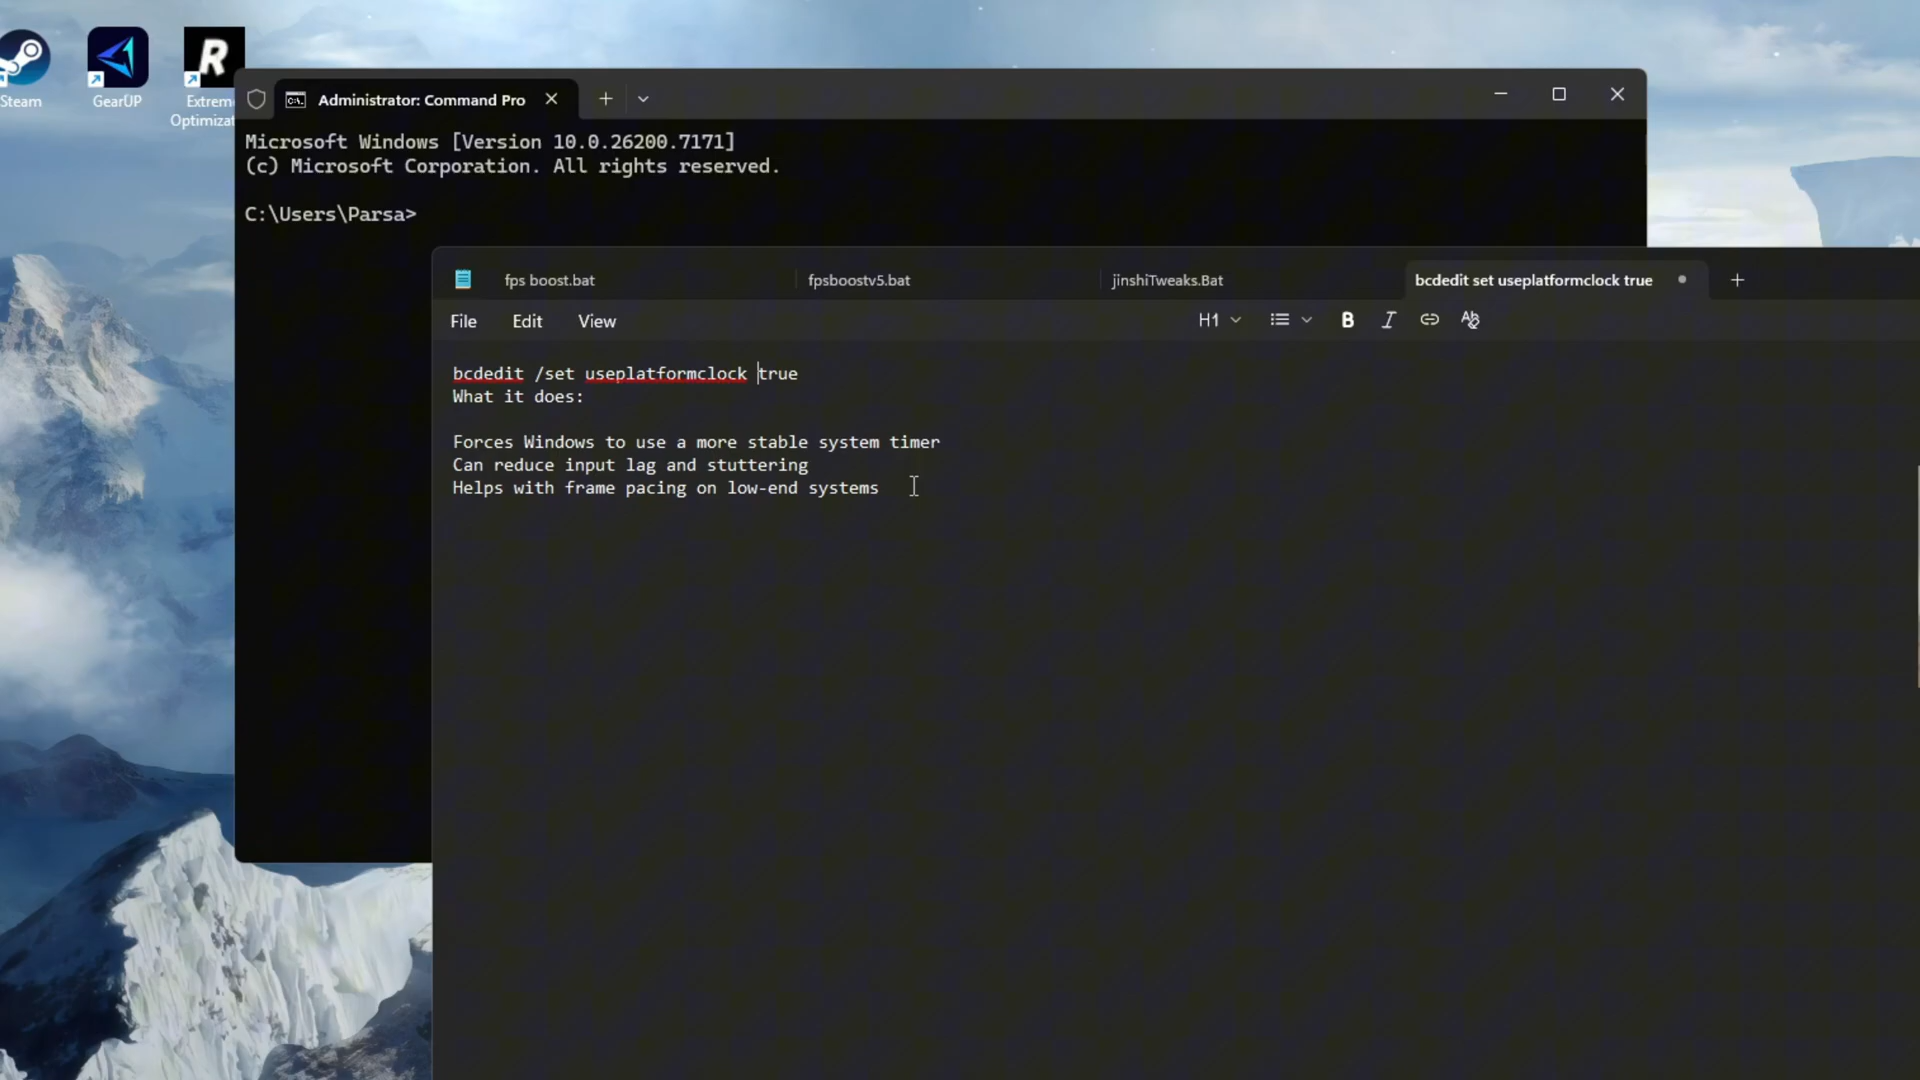 Steam
GearUP
Extrem
Optimizat
R
Administrator: Command Pro
Microsoft Windows [Version 10.0.26200.7171]
(c) Microsoft Corporation. All rights reserved.
C:\Users\Parsa>
fps boost.bat
fpsboostv5.bat
jinshiTweaks.Bat
bcdedit set useplatformclock true
File
Edit
View
H1
B
I
bcdedit /set useplatformclock true
What it does:
Forces Windows to use a more stable system timer
Can reduce input lag and stuttering
Helps with frame pacing on low-end systems